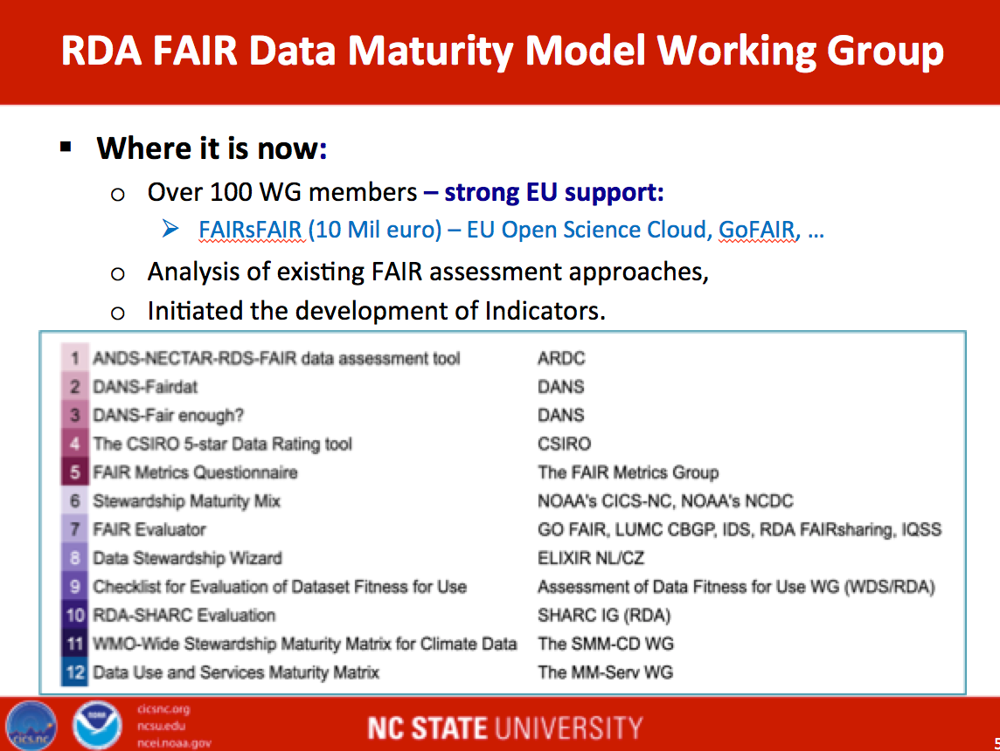 RDA FAIR Data Maturity Model Working Group
▪ Where it is now:
o Over 100 WG members – strong EU support:
➢ FAIRsFAIR (10 Mil euro) – EU Open Science Cloud, GoFAIR, …
o Analysis of existing FAIR assessment approaches,
o Initiated the development of Indicators.
1 ANDS-NECTAR-RDS-FAIR data assessment tool ARDC
2 DANS-Fairdat DANS
3 DANS-Fair enough? DANS
4 The CSIRO 5-star Data Rating tool CSIRO
5 FAIR Metrics Questionnaire The FAIR Metrics Group
6 Stewardship Maturity Mix NOAA's CICS-NC, NOAA's NCDC
7 FAIR Evaluator GO FAIR, LUMC CBGP, IDS, RDA FAIRsharing, IQSS
8 Data Stewardship Wizard ELIXIR NL/CZ
9 Checklist for Evaluation of Dataset Fitness for Use Assessment of Data Fitness for Use WG (WDS/RDA)
10 RDA-SHARC Evaluation SHARC IG (RDA)
11 WMO-Wide Stewardship Maturity Matrix for Climate Data The SMM-CD WG
12 Data Use and Services Maturity Matrix The MM-Serv WG
cics.nc
NOAA
cicsnc.org
ncsu.edu
ncei.noaa.gov
NC STATE UNIVERSITY
5